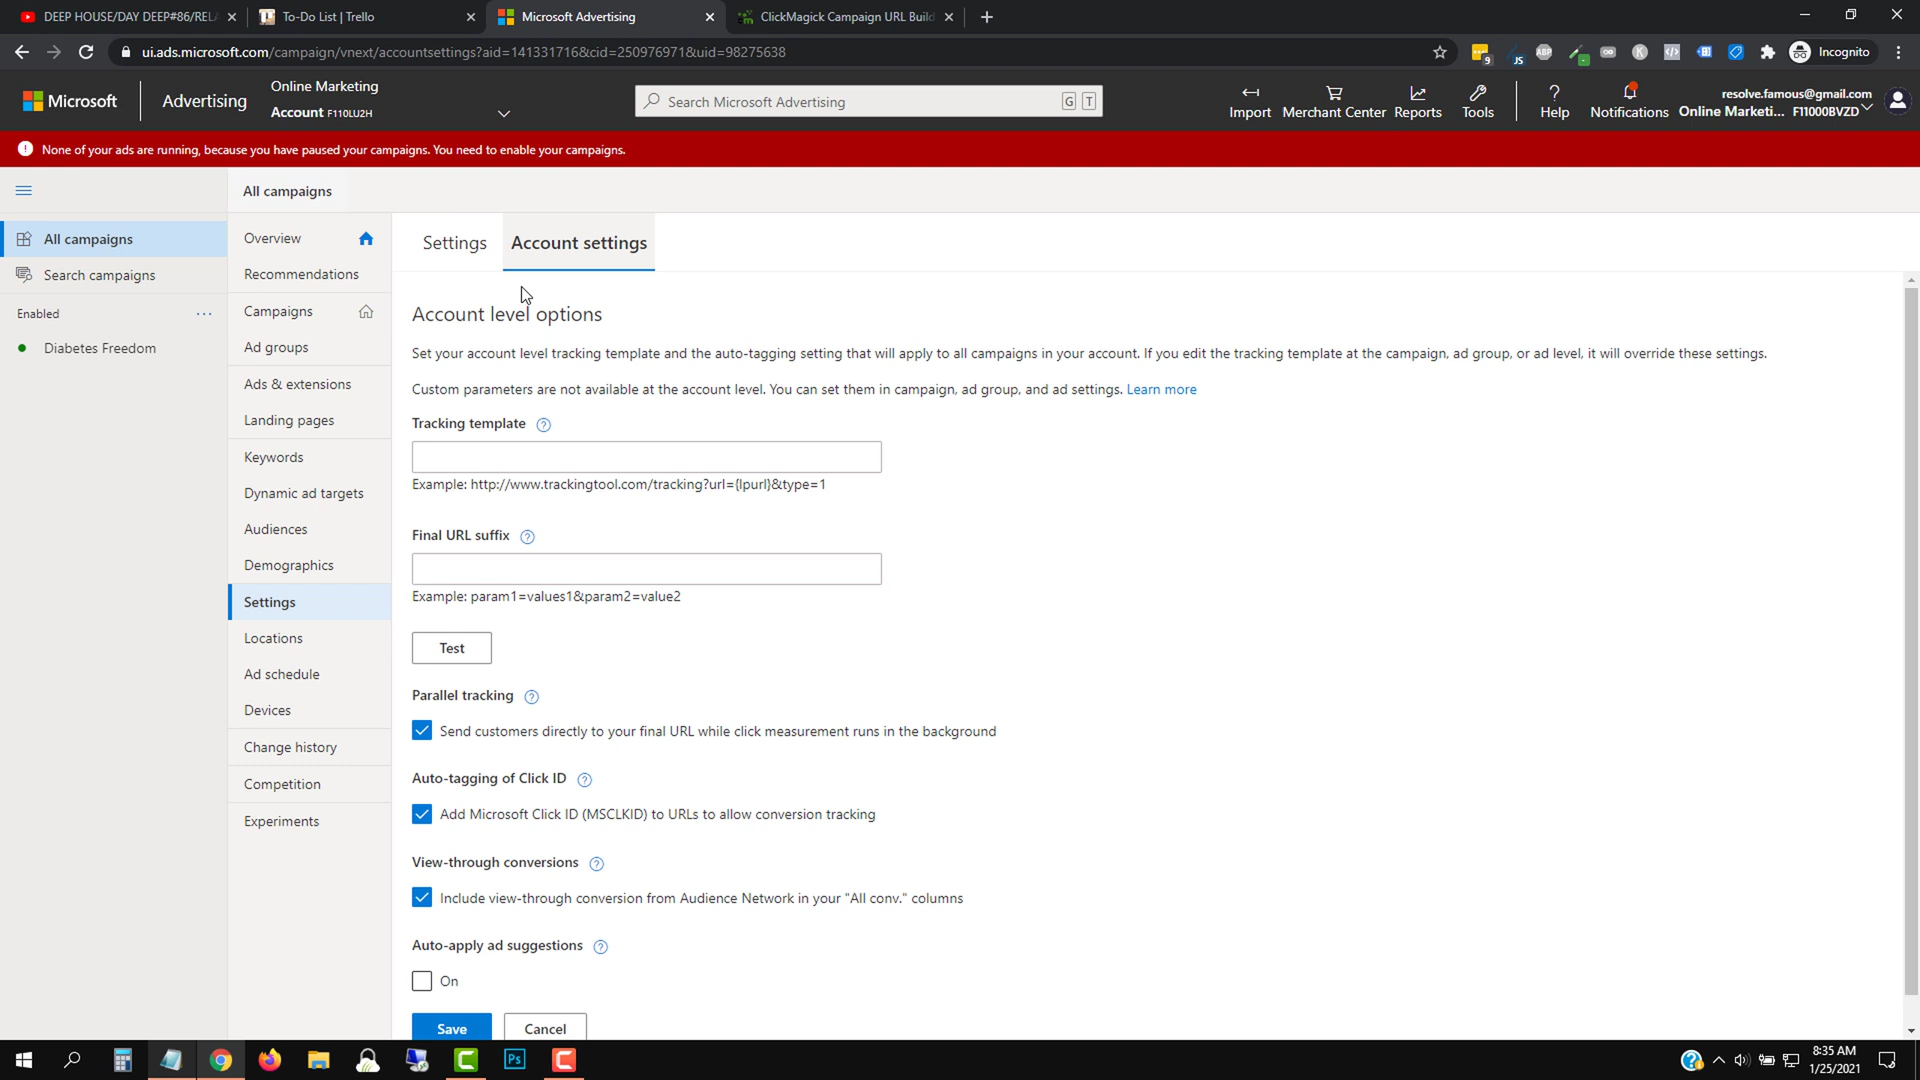 DEEP HOUSE/DAY DEEP#86/REL
To-Do List | Trello
Microsoft Advertising
ClickMagick Campaign URL Build
ui.ads.microsoft.com/campaign/vnext/accountsettings?aid=141331716&cid=250976971&uid=98275638
9
JS
ABP
K
Incognito
Microsoft
Advertising
Online Marketing
Account F110LU2H
Search Microsoft Advertising
G T
Import
Merchant Center
Reports
Tools
Help
Notifications
resolve.famous@gmail.com
Online Marketi... F11000BVZD
None of your ads are running, because you have paused your campaigns. You need to enable your campaigns.
All campaigns
All campaigns
Search campaigns
Enabled
...
Diabetes Freedom
Overview
Recommendations
Campaigns
Ad groups
Ads & extensions
Landing pages
Keywords
Dynamic ad targets
Audiences
Demographics
Settings
Locations
Ad schedule
Devices
Change history
Competition
Experiments
Settings
Account settings
Account level options
Set your account level tracking template and the auto-tagging setting that will apply to all campaigns in your account. If you edit the tracking template at the campaign, ad group, or ad level, it will override these settings.
Custom parameters are not available at the account level. You can set them in campaign, ad group, and ad settings. Learn more
Tracking template ?
Example: http://www.trackingtool.com/tracking?url={lpurl}&type=1
Final URL suffix ?
Example: param1=values1&param2=value2
Test
Parallel tracking ?
Send customers directly to your final URL while click measurement runs in the background
Auto-tagging of Click ID ?
Add Microsoft Click ID (MSCLKID) to URLs to allow conversion tracking
View-through conversions ?
Include view-through conversion from Audience Network in your "All conv." columns
Auto-apply ad suggestions ?
On
Save
Cancel
Ps
8:35 AM
1/25/2021